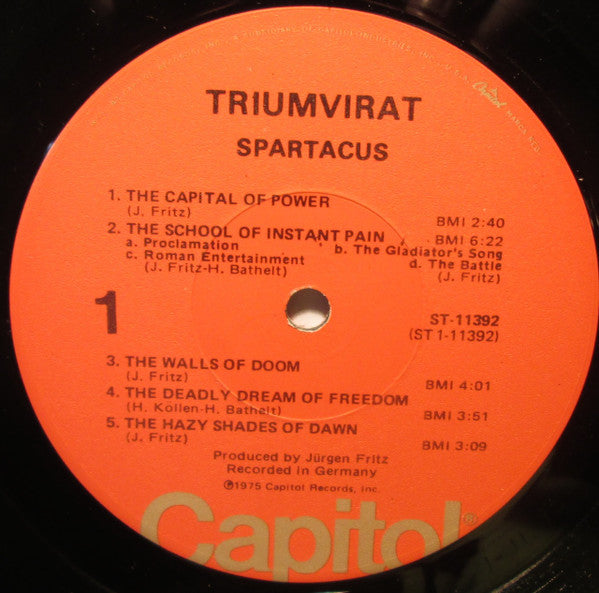 Capitol
TRIUMVIRAT
SPARTACUS
1. THE CAPITAL OF POWER
(J. Fritz) BMI 2:40
2. THE SCHOOL OF INSTANT PAIN BMI 6:22
a. Proclamation b. The Gladiator's Song
c. Roman Entertainment d. The Battle
(J. Fritz-H. Bathelt) (J. Fritz)
1
ST-11392
(ST 1-11392)
3. THE WALLS OF DOOM
(J. Fritz) BMI 4:01
4. THE DEADLY DREAM OF FREEDOM
(H. Köllen-H. Bathelt) BMI 3:51
5. THE HAZY SHADES OF DAWN
(J. Fritz) BMI 3:09
Produced by Jürgen Fritz
Recorded in Germany
℗1975 Capitol Records, Inc.
Capitol®